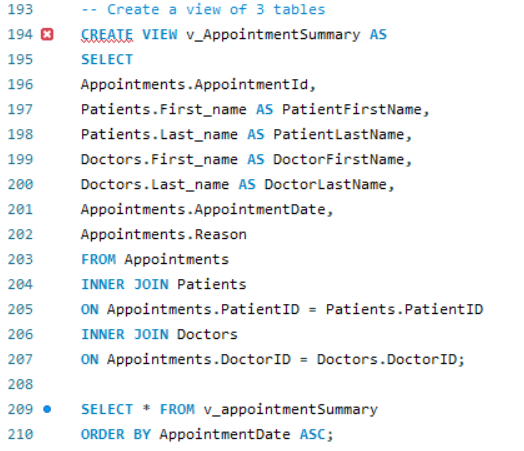 193 -- Create a view of 3 tables
194 CREATE VIEW v_AppointmentSummary AS
195 SELECT
196 Appointments.AppointmentId,
197 Patients.First_name AS PatientFirstName,
198 Patients.Last_name AS PatientLastName,
199 Doctors.First_name AS DoctorFirstName,
200 Doctors.Last_name AS DoctorLastName,
201 Appointments.AppointmentDate,
202 Appointments.Reason
203 FROM Appointments
204 INNER JOIN Patients
205 ON Appointments.PatientID = Patients.PatientID
206 INNER JOIN Doctors
207 ON Appointments.DoctorID = Doctors.DoctorID;
208
209 SELECT * FROM v_appointmentSummary
210 ORDER BY AppointmentDate ASC;